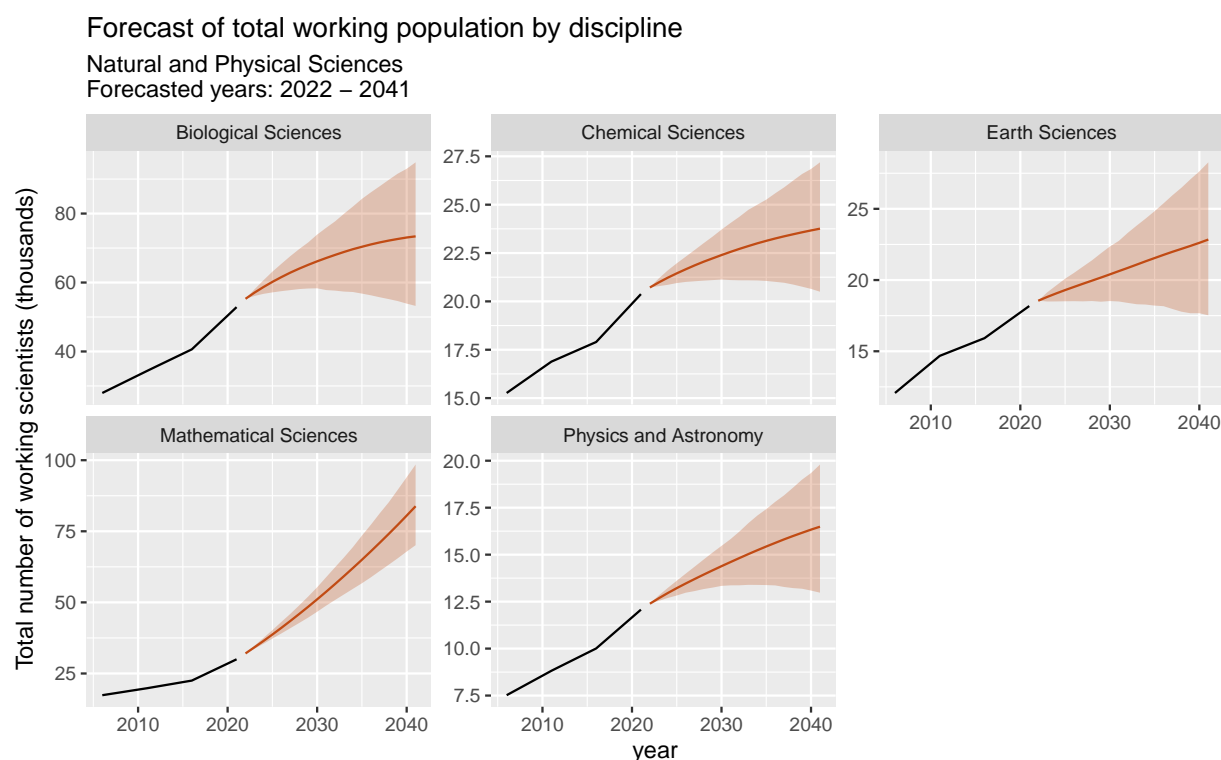 Forecast of total working population by discipline
Natural and Physical Sciences
Forecasted years: 2022 – 2041
Total number of working scientists (thousands)
Biological Sciences
80
60
40
Chemical Sciences
27.5
25.0
22.5
20.0
17.5
15.0
Earth Sciences
25
20
15
2010 2020 2030 2040
Mathematical Sciences
100
75
50
25
2010 2020 2030 2040
Physics and Astronomy
20.0
17.5
15.0
12.5
10.0
7.5
2010 2020 2030 2040
year